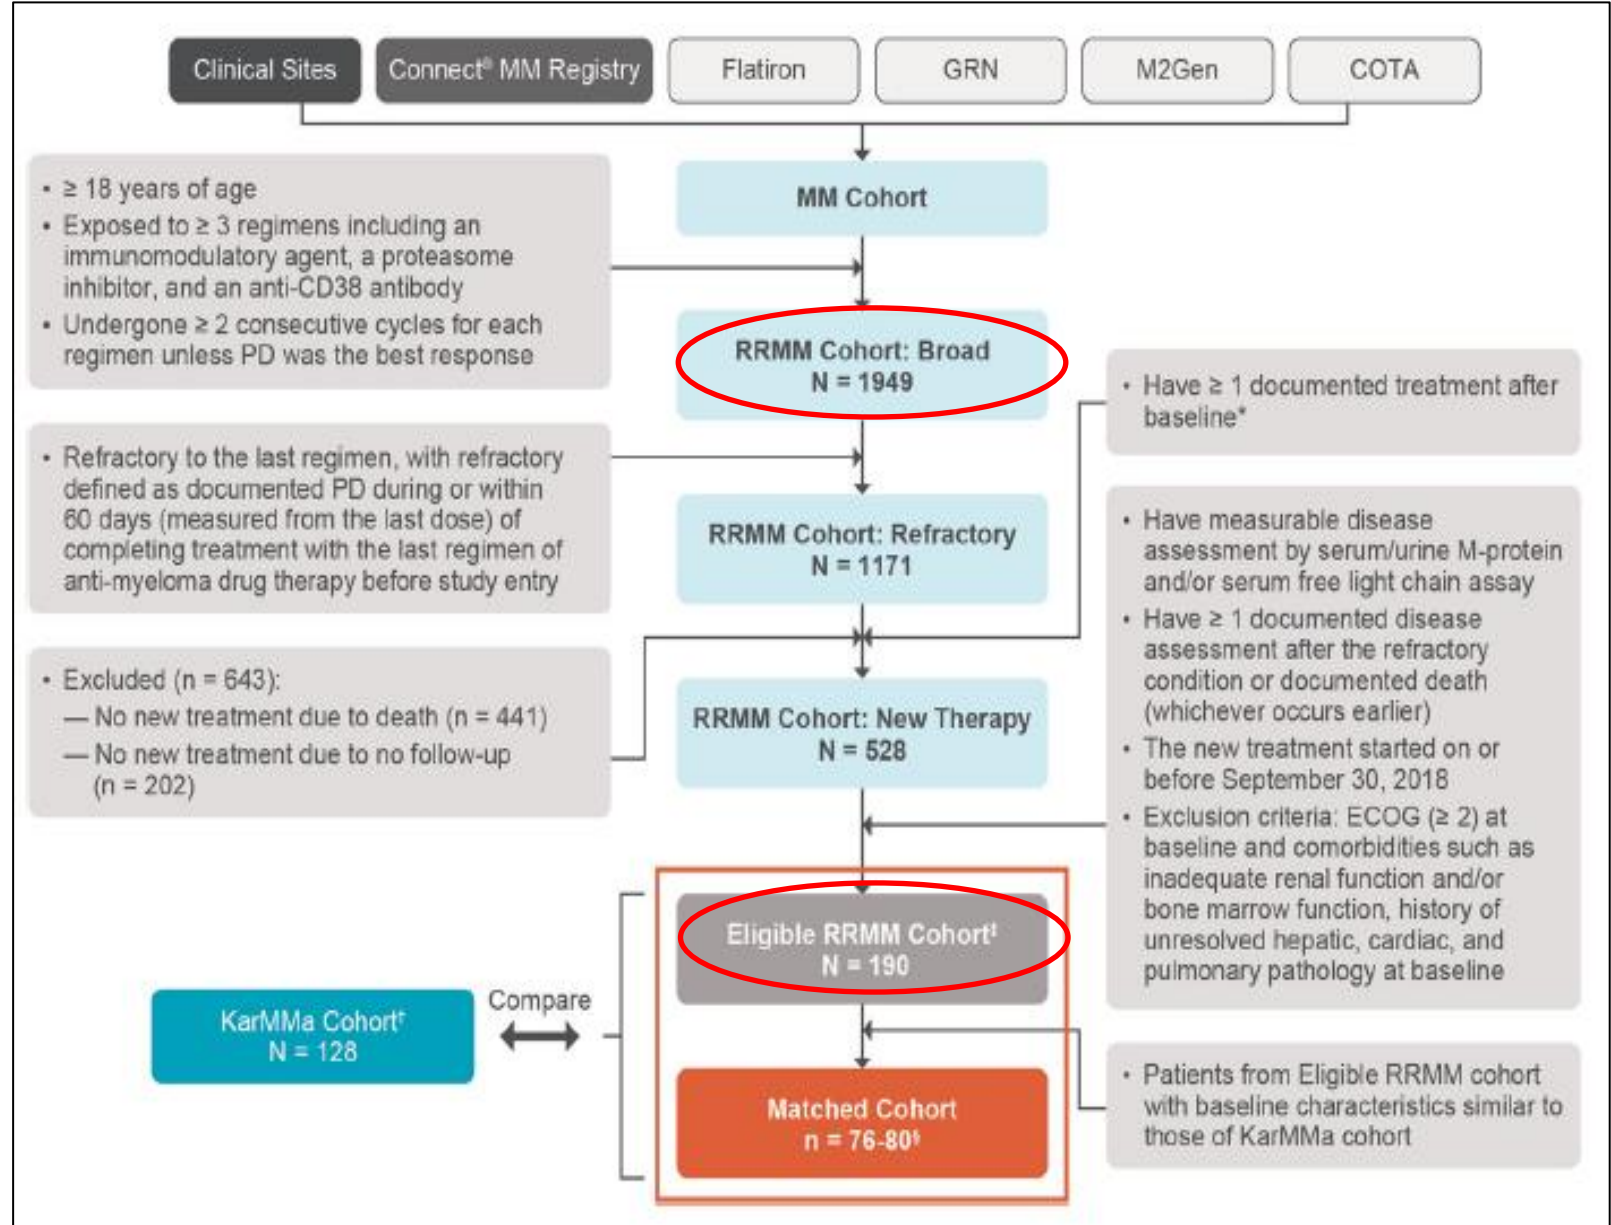 Clinical Sites
Connect® MM Registry
Flatiron
GRN
M2Gen
COTA
MM Cohort
• ≥ 18 years of age
• Exposed to ≥ 3 regimens including an
immunomodulatory agent, a proteasome
inhibitor, and an anti-CD38 antibody
• Undergone ≥ 2 consecutive cycles for each
regimen unless PD was the best response
RRMM Cohort: Broad
N = 1949
• Have ≥ 1 documented treatment after
baseline*
• Refractory to the last regimen, with refractory
defined as documented PD during or within
60 days (measured from the last dose) of
completing treatment with the last regimen of
anti-myeloma drug therapy before study entry
RRMM Cohort: Refractory
N = 1171
• Excluded (n = 643):
— No new treatment due to death (n = 441)
— No new treatment due to no follow-up
(n = 202)
RRMM Cohort: New Therapy
N = 528
• Have measurable disease
assessment by serum/urine M-protein
and/or serum free light chain assay
• Have ≥ 1 documented disease
assessment after the refractory
condition or documented death
(whichever occurs earlier)
• The new treatment started on or
before September 30, 2018
• Exclusion criteria: ECOG (≥ 2) at
baseline and comorbidities such as
inadequate renal function and/or
bone marrow function, history of
unresolved hepatic, cardiac, and
pulmonary pathology at baseline
Eligible RRMM Cohort‡
N = 190
KarMMa Cohort†
N = 128
Compare
Matched Cohort
n = 76-80§
• Patients from Eligible RRMM cohort
with baseline characteristics similar to
those of KarMMa cohort